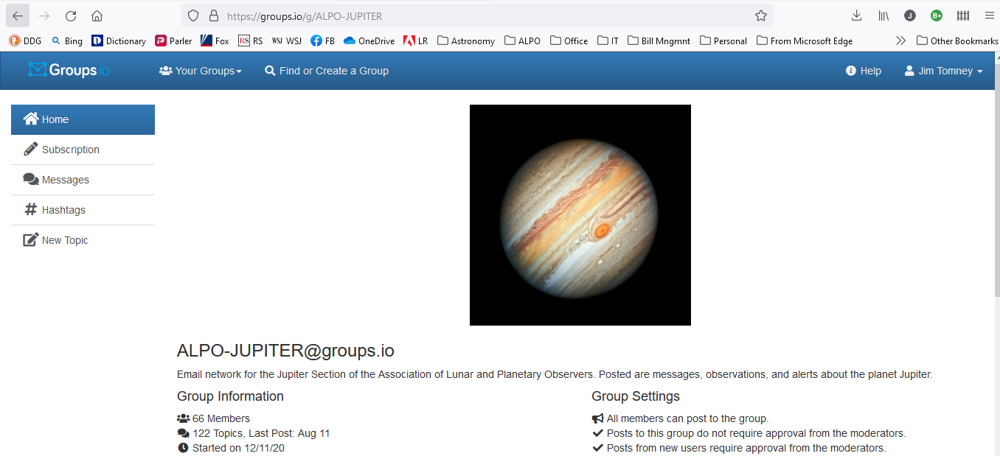 https://groups.io/g/ALPO-JUPITER
DDG Bing Dictionary Parler Fox RS RS WSJ WSJ FB OneDrive LR Astronomy ALPO Office IT Bill Mngmnt Personal From Microsoft Edge Other Bookmarks
Groups.io Your Groups Find or Create a Group Help Jim Tomney
Home
Subscription
Messages
Hashtags
New Topic
ALPO-JUPITER@groups.io
Email network for the Jupiter Section of the Association of Lunar and Planetary Observers. Posted are messages, observations, and alerts about the planet Jupiter.
Group Information
66 Members
122 Topics, Last Post: Aug 11
Started on 12/11/20
Group Settings
All members can post to the group.
Posts to this group do not require approval from the moderators.
Posts from new users require approval from the moderators.